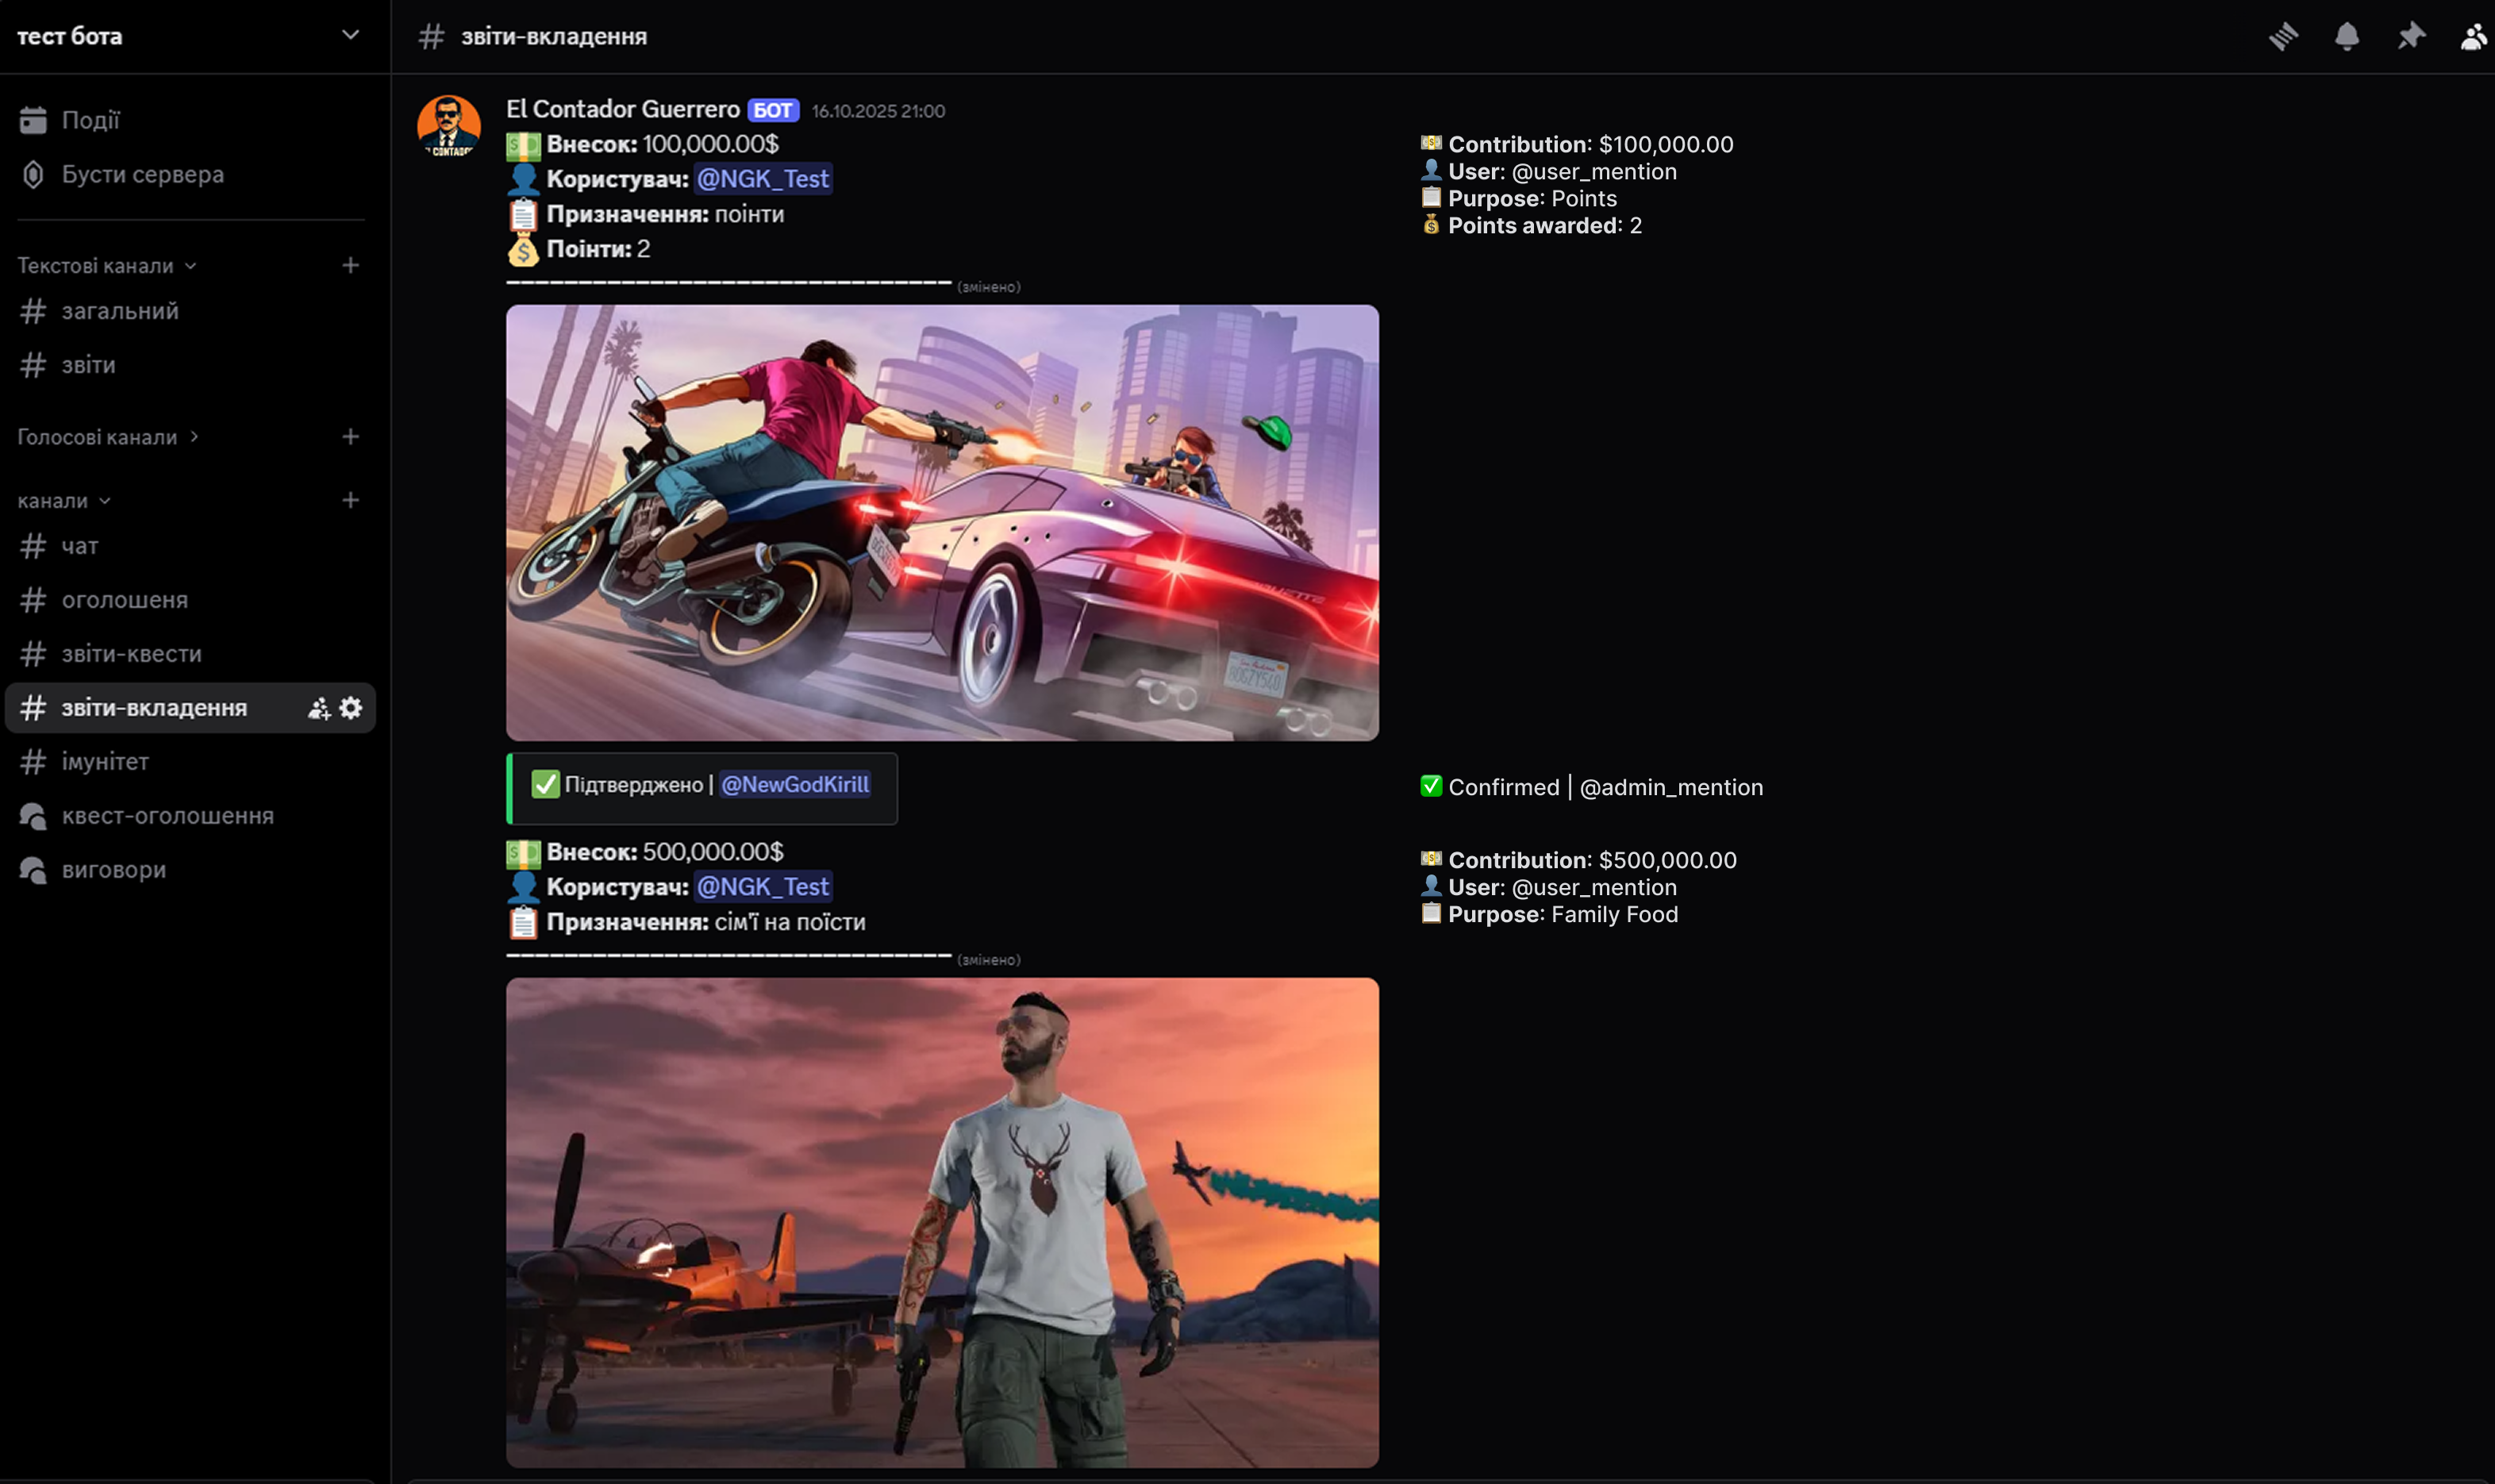 тест бота
Події
Бусти сервера
Текстові канали
загальний
звіти
Голосові канали
канали
чат
оголошеня
звіти-квести
звіти-вкладення
імунітет
квест-оголошення
виговори
звіти-вкладення
El Contador Guerrero БОТ 16.10.2025 21:00
💵 Внесок: 100,000.00$
👤 Користувач: @NGK_Test
📋 Призначення: поінти
💰 Поінти: 2
(змінено)
✅ Підтверджено | @NewGodKirill
💵 Внесок: 500,000.00$
👤 Користувач: @NGK_Test
📋 Призначення: сім'ї на поїсти
(змінено)
💵 Contribution: $100,000.00
👤 User: @user_mention
📋 Purpose: Points
💰 Points awarded: 2
✅ Confirmed | @admin_mention
💵 Contribution: $500,000.00
👤 User: @user_mention
📋 Purpose: Family Food